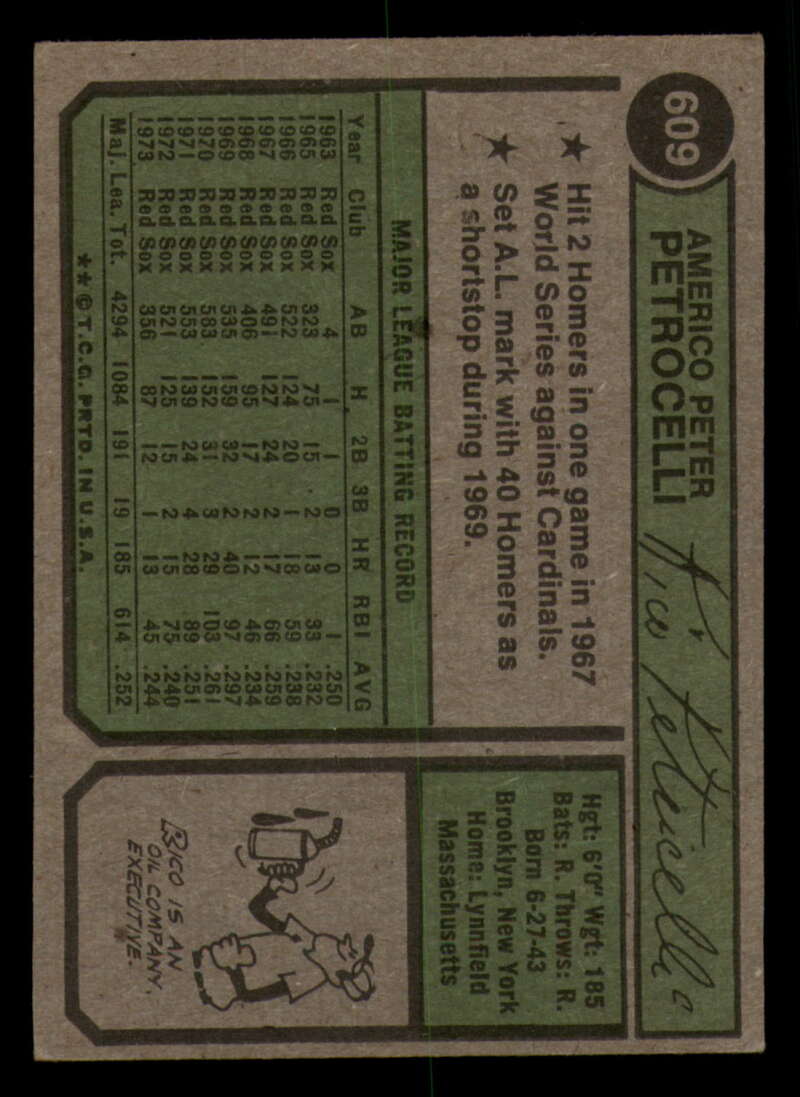 609
AMERICO PETER
PETROCELLI
Rico Petrocelli
★ Hit 2 Homers in one game in 1967
World Series against Cardinals.
★ Set A.L. mark with 40 Homers as
a shortstop during 1969.
MAJOR LEAGUE BATTING RECORD
Year Club AB H 2B 3B HR RBI AVG
1963 Red Sox 4 1 1 0 0 1 .250
1965 Red Sox 323 75 15 2 13 33 .232
1966 Red Sox 522 124 20 1 18 59 .238
1967 Red Sox 491 127 24 2 17 66 .259
1968 Red Sox 406 95 17 2 12 46 .234
1969 Red Sox 535 159 32 2 40 97 .297
1970 Red Sox 583 152 31 3 29 103 .261
1971 Red Sox 553 139 24 4 28 89 .251
1972 Red Sox 521 125 15 2 15 75 .240
1973 Red Sox 356 87 12 1 13 45 .244
Maj. Lea. Tot. 4294 1084 191 19 185 614 .252
**© T.C.G. PRTD. IN U.S.A.
Hgt: 6'0" Wgt: 185
Bats: R. Throws: R.
Born 6-27-43
Brooklyn, New York
Home: Lynnfield
Massachusetts
RICO IS AN
OIL COMPANY
EXECUTIVE.